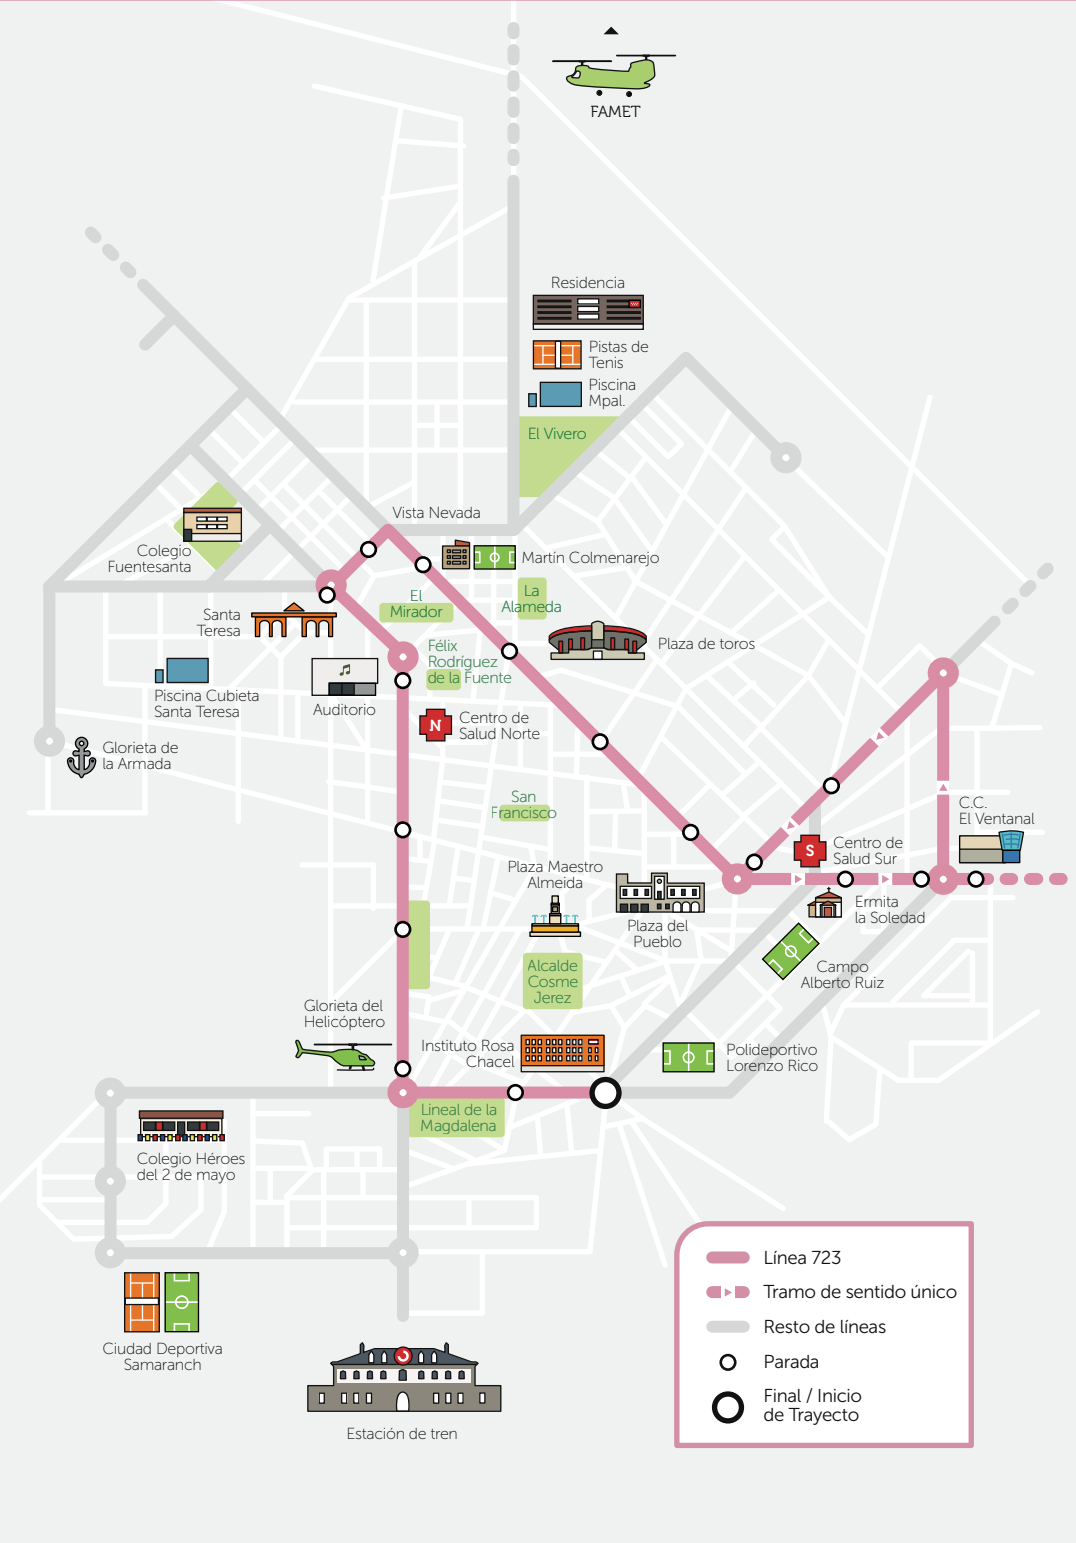 FAMET
Residencia
Pistas de
Tenis
Piscina
Mpal.
El Vivero
Vista Nevada
Colegio
Fuentesanta
Martín Colmenarejo
Santa
Teresa
El
Mirador
La
Alameda
Plaza de toros
Félix
Rodríguez
de la Fuente
Piscina Cubieta
Santa Teresa
Auditorio
N
Centro de
Salud Norte
Glorieta de
la Armada
San
Francisco
C.C.
El Ventanal
S
Centro de
Salud Sur
Plaza Maestro
Almeida
Plaza del
Pueblo
Ermita
la Soledad
Alcalde
Cosme
Jerez
Campo
Alberto Ruiz
Glorieta del
Helicóptero
Instituto Rosa
Chacel
Polideportivo
Lorenzo Rico
Lineal de la
Magdalena
Colegio Héroes
del 2 de mayo
Ciudad Deportiva
Samaranch
Estación de tren
Línea 723
Tramo de sentido único
Resto de líneas
Parada
Final / Inicio
de Trayecto